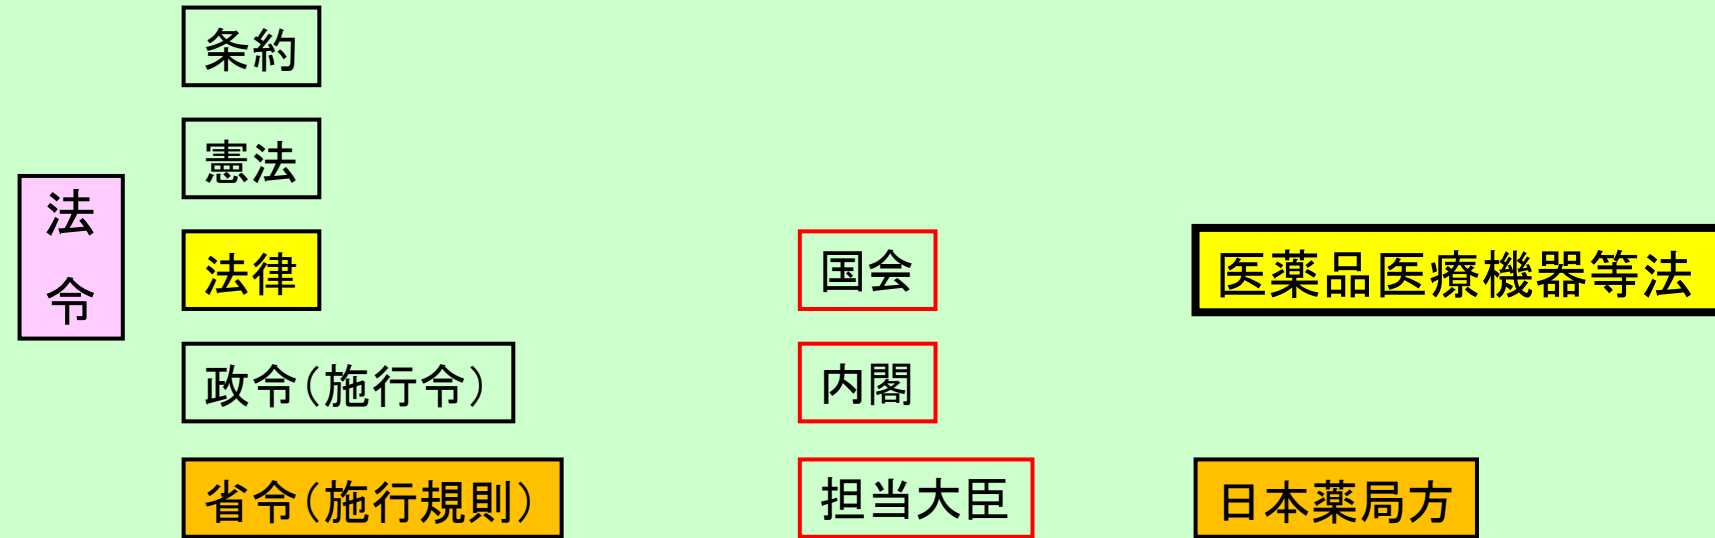 条約
憲法
法
令
法律
国会
医薬品医療機器等法
政令(施行令)
内閣
省令(施行規則)
担当大臣
日本薬局方